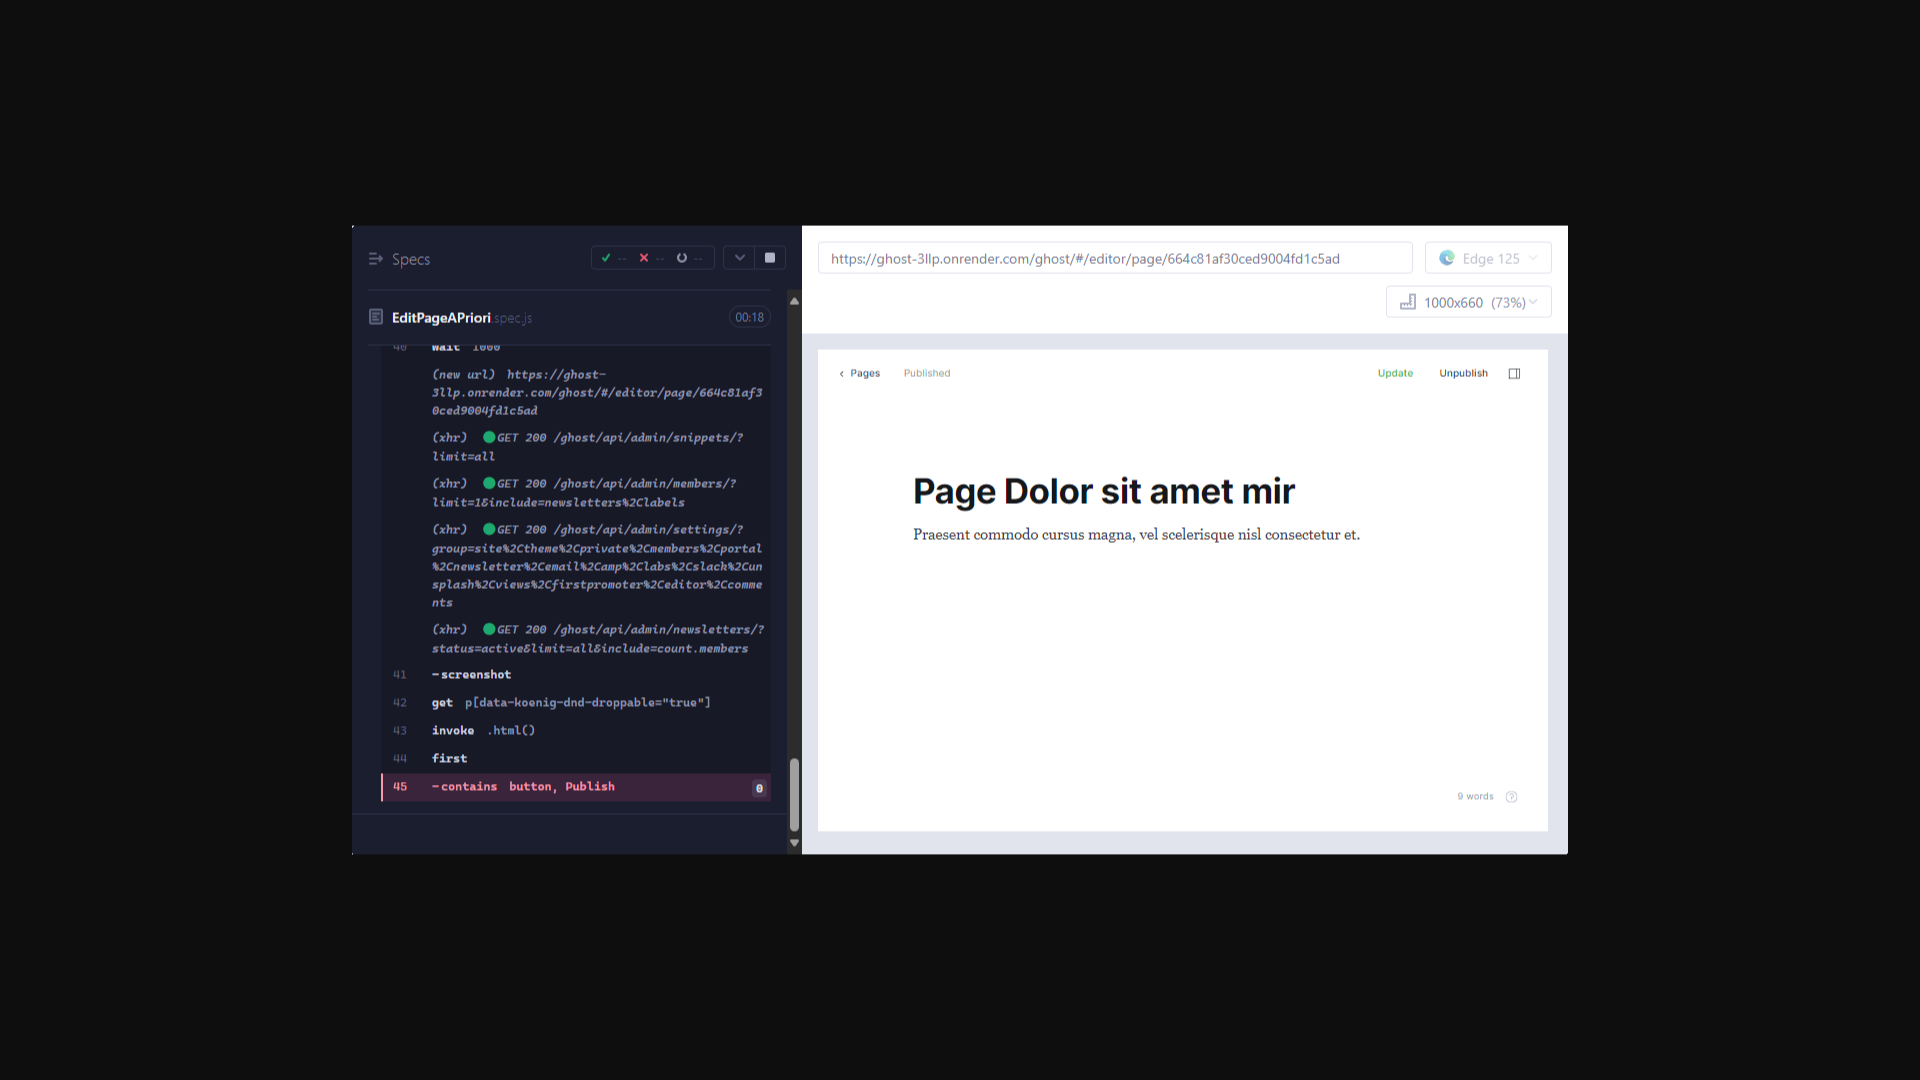 Specs
-- -- --
EditPageAPriori.spec.js
00:18
40 wait 1000
(new url) https://ghost-
3llp.onrender.com/ghost/#/editor/page/664c81af3
0ced9004fd1c5ad
(xhr) GET 200 /ghost/api/admin/snippets/?
limit=all
(xhr) GET 200 /ghost/api/admin/members/?
limit=1&include=newsletters%2Clabels
(xhr) GET 200 /ghost/api/admin/settings/?
group=site%2Ctheme%2Cprivate%2Cmembers%2Cportal
%2Cnewsletter%2Cemail%2Camp%2Clabs%2Cslack%2Cun
splash%2Cviews%2Cfirstpromoter%2Ceditor%2Ccomme
nts
(xhr) GET 200 /ghost/api/admin/newsletters/?
status=active&limit=all&include=count.members
41 -screenshot
42 get p[data-koenig-dnd-droppable="true"]
43 invoke .html()
44 first
45 -contains button, Publish 0
https://ghost-3llp.onrender.com/ghost/#/editor/page/664c81af30ced9004fd1c5ad
Edge 125
1000x660 (73%)
Pages Published Update Unpublish
Page Dolor sit amet mir
Praesent commodo cursus magna, vel scelerisque nisl consectetur et.
9 words